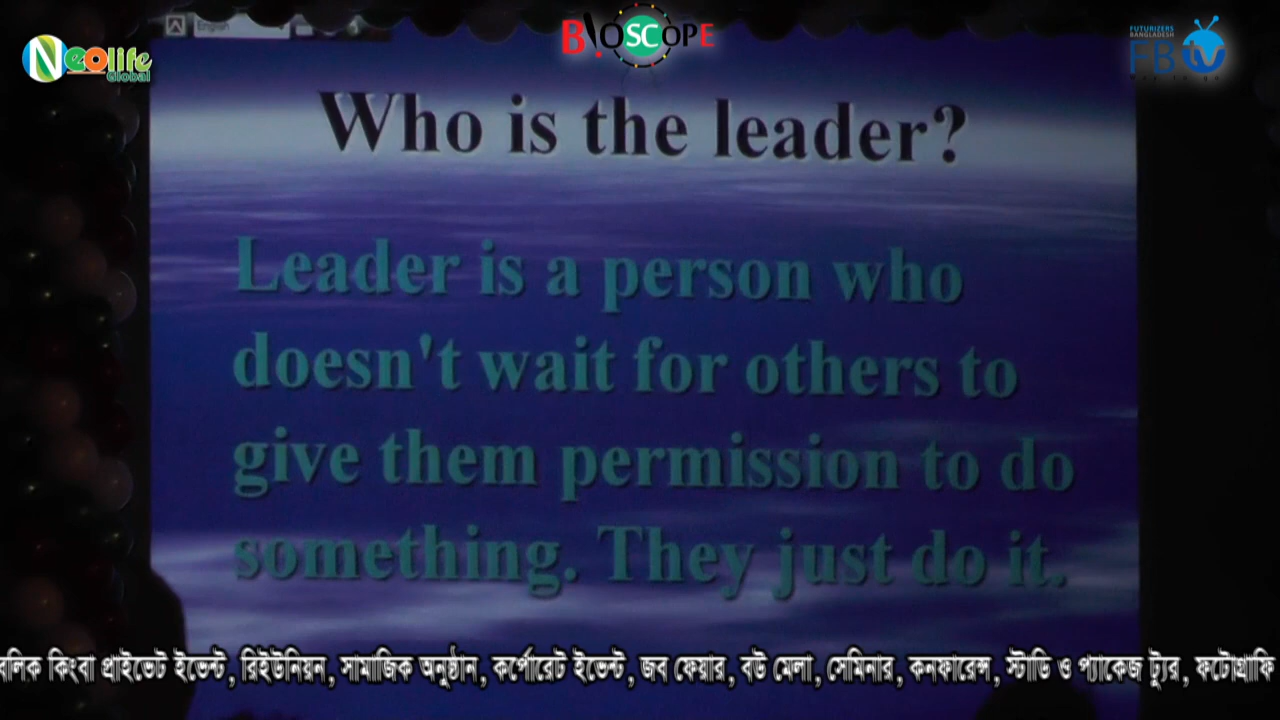 English
Neolife
Global
BIOSCOPE
FUTURIZERS
BANGLADESH
FBtv
Who is the leader?
Leader is a person who
doesn't wait for others to
give them permission to do
something. They just do it.
বলিক কিংবা প্রাইভেট ইভেন্ট, রিইউনিয়ন, সামাজিক অনুষ্ঠান, কর্পোরেট ইভেন্ট, জব ফেয়ার, বউ মেলা, সেমিনার, কনফারেন্স, স্টাডি ও প্যাকেজ ট্যুর, ফটোগ্রাফি